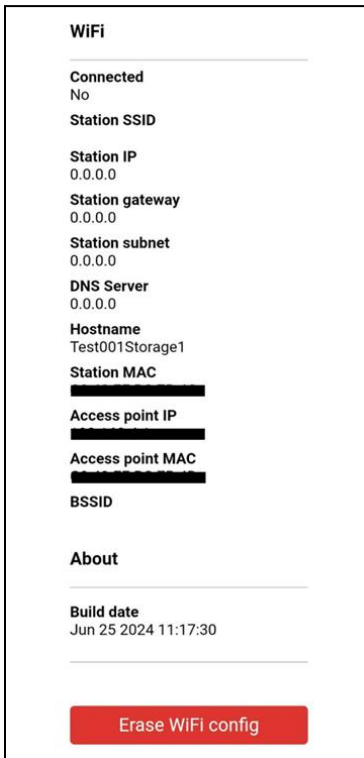 WiFi
Connected
No
Station SSID
Station IP
0.0.0.0
Station gateway
0.0.0.0
Station subnet
0.0.0.0
DNS Server
0.0.0.0
Hostname
Test001Storage1
Station MAC
Access point IP
Access point MAC
BSSID
About
Build date
Jun 25 2024 11:17:30
Erase WiFi config